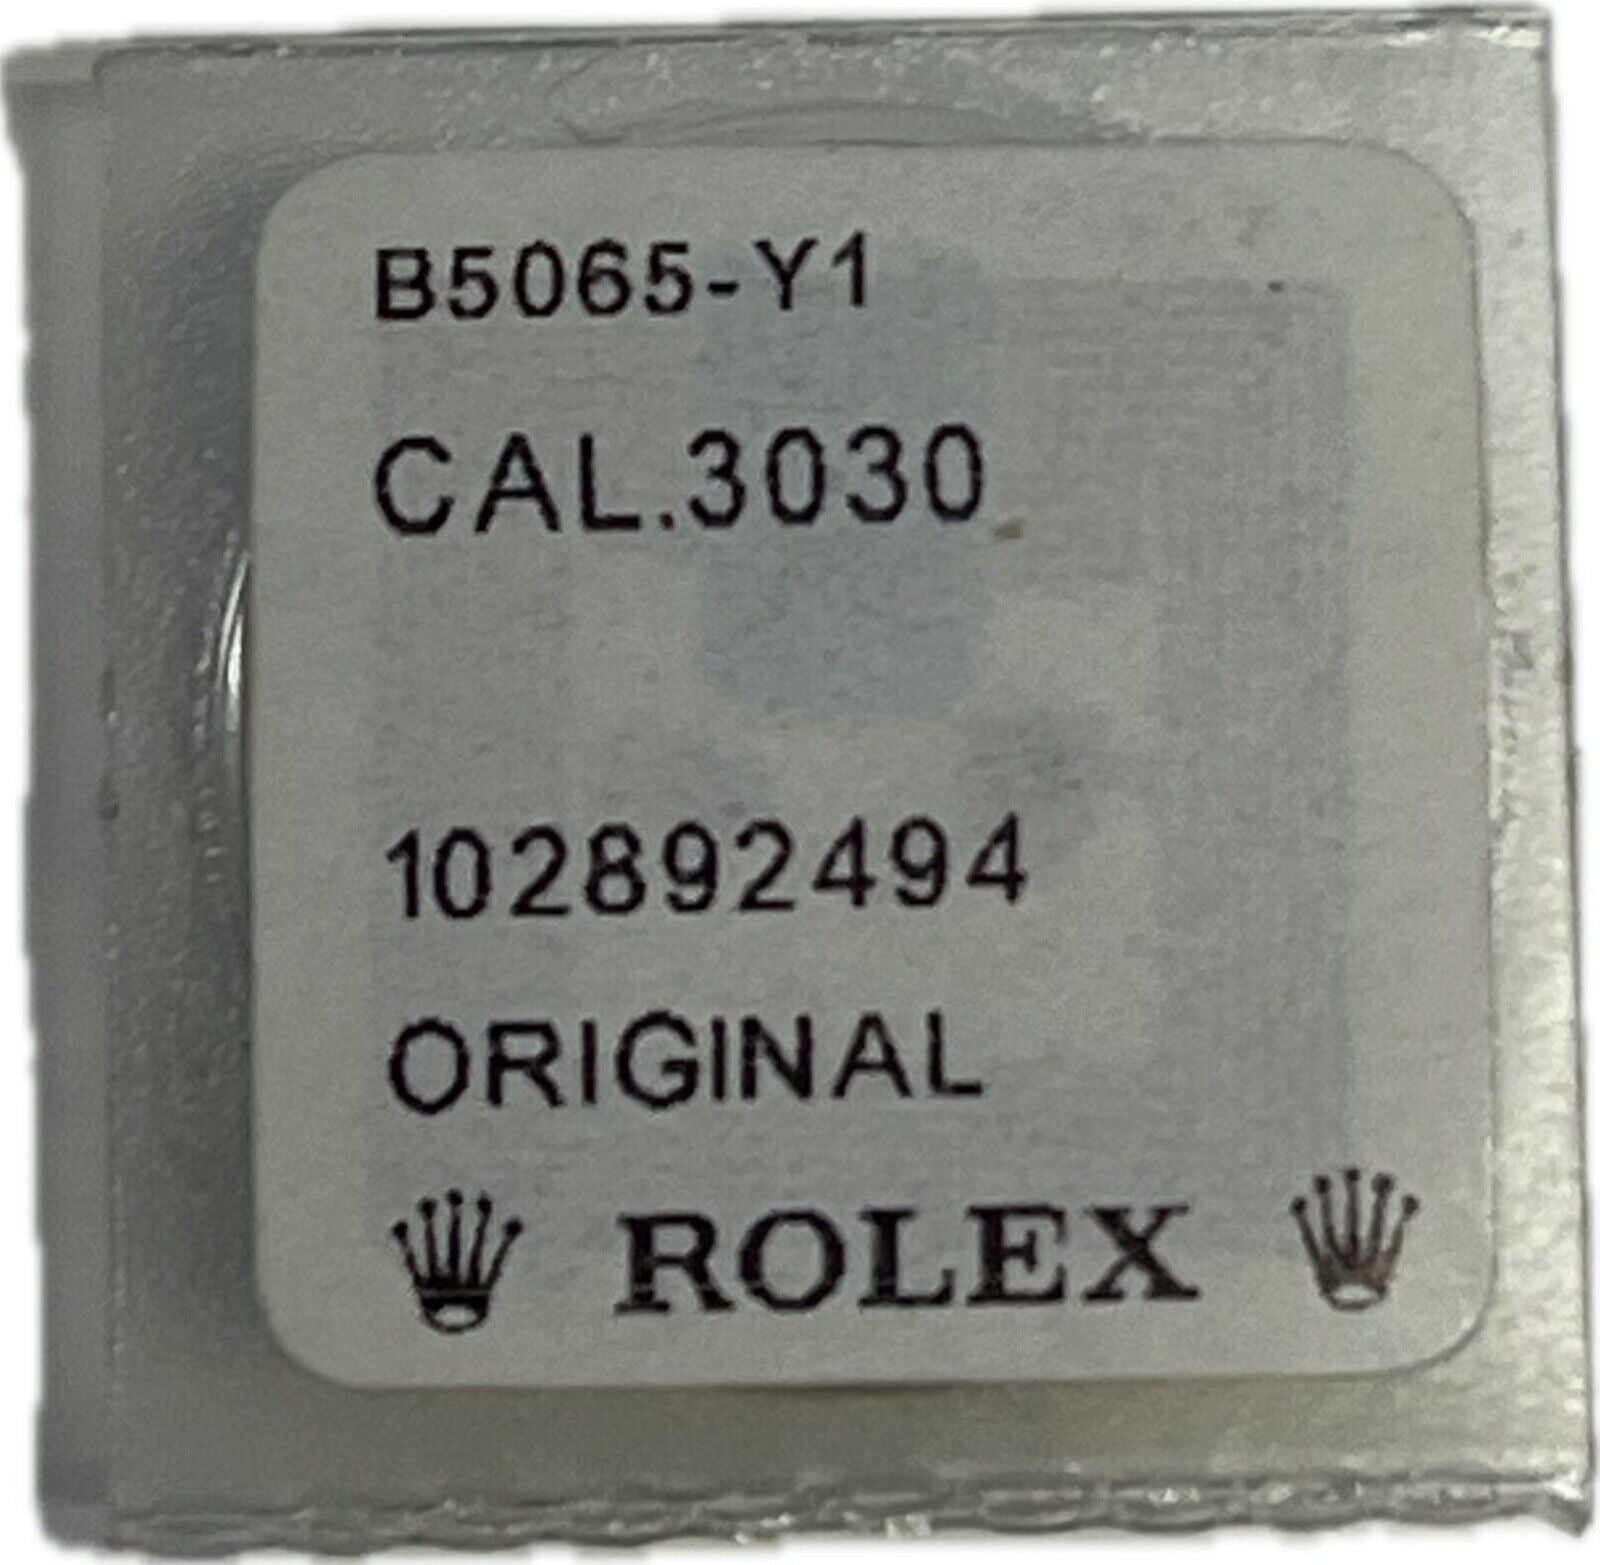 B5065-Y1
CAL.3030
102892494
ORIGINAL
ROLEX